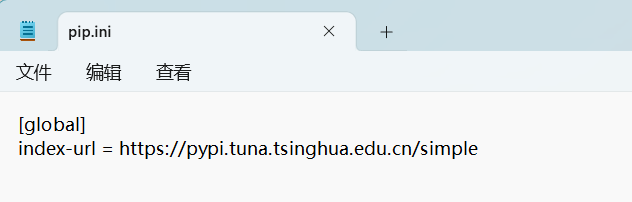 pip.ini
文件 编辑 查看
[global]
index-url = https://pypi.tuna.tsinghua.edu.cn/simple